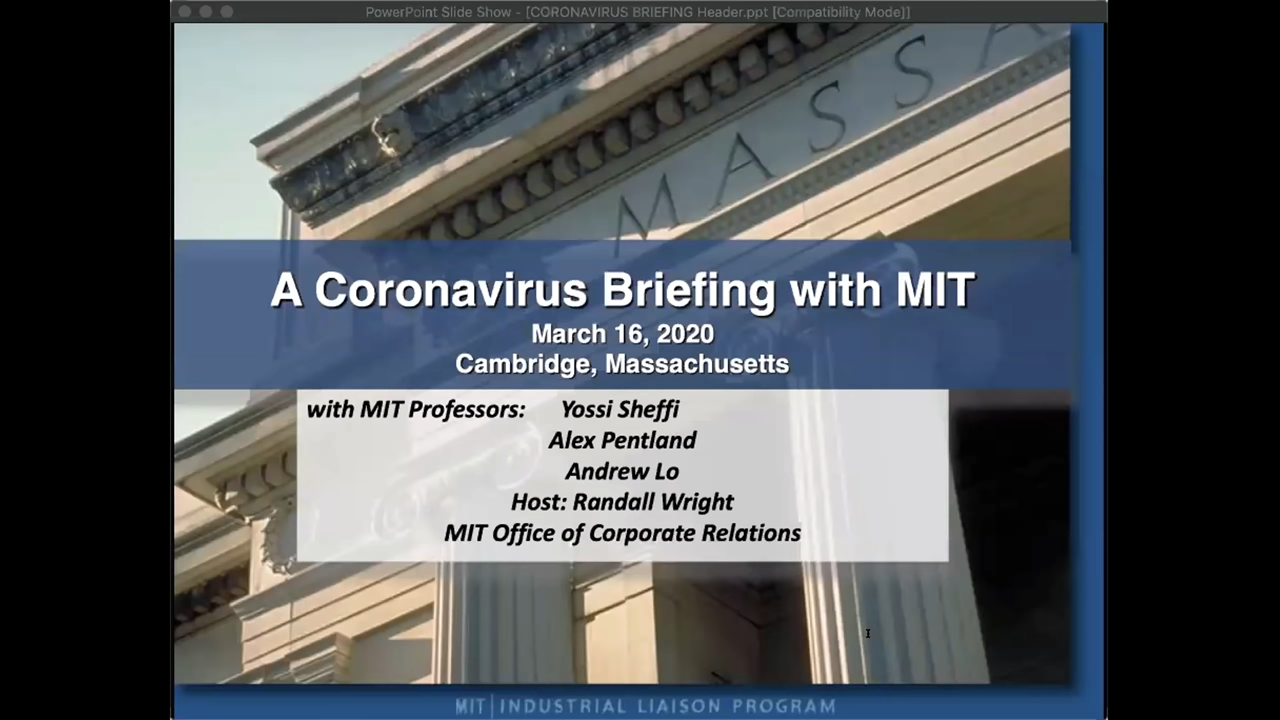 PowerPoint Slide Show - [CORONAVIRUS BRIEFING Header.ppt [Compatibility Mode]]
MASSA
A Coronavirus Briefing with MIT
March 16, 2020
Cambridge, Massachusetts
with MIT Professors: Yossi Sheffi
Alex Pentland
Andrew Lo
Host: Randall Wright
MIT Office of Corporate Relations
MIT INDUSTRIAL LIAISON PROGRAM